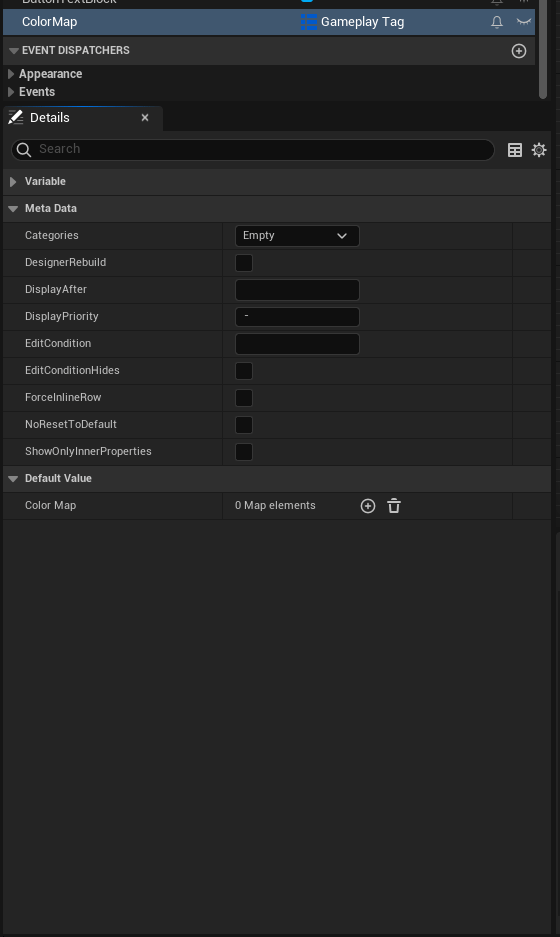 ButtonTextBlock
ColorMap Gameplay Tag
EVENT DISPATCHERS
Appearance
Events
Details
Search
Variable
Meta Data
Categories Empty
DesignerRebuild
DisplayAfter
DisplayPriority -
EditCondition
EditConditionHides
ForceInlineRow
NoResetToDefault
ShowOnlyInnerProperties
Default Value
Color Map 0 Map elements